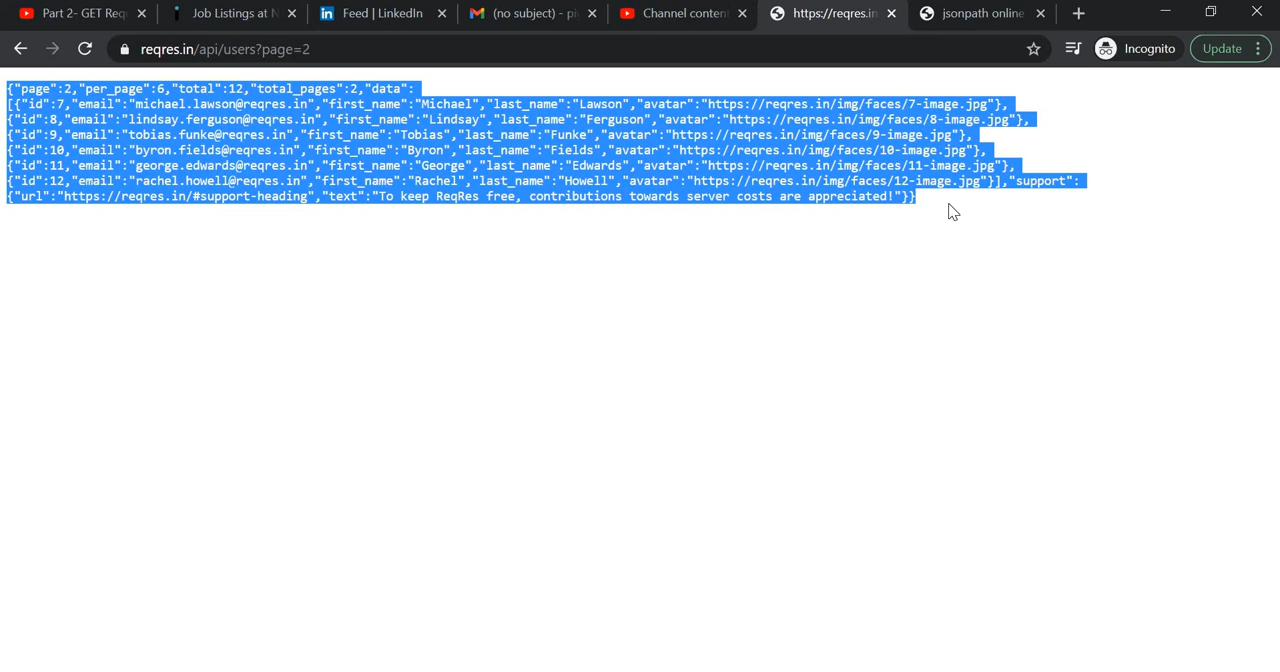 Part 2- GET Req
Job Listings at N
Feed | LinkedIn
(no subject) - pi
Channel content
https://reqres.in
jsonpath online
reqres.in/api/users?page=2
Incognito
Update
{"page":2,"per_page":6,"total":12,"total_pages":2,"data":
[{"id":7,"email":"michael.lawson@reqres.in","first_name":"Michael","last_name":"Lawson","avatar":"https://reqres.in/img/faces/7-image.jpg"},
{"id":8,"email":"lindsay.ferguson@reqres.in","first_name":"Lindsay","last_name":"Ferguson","avatar":"https://reqres.in/img/faces/8-image.jpg"},
{"id":9,"email":"tobias.funke@reqres.in","first_name":"Tobias","last_name":"Funke","avatar":"https://reqres.in/img/faces/9-image.jpg"},
{"id":10,"email":"byron.fields@reqres.in","first_name":"Byron","last_name":"Fields","avatar":"https://reqres.in/img/faces/10-image.jpg"},
{"id":11,"email":"george.edwards@reqres.in","first_name":"George","last_name":"Edwards","avatar":"https://reqres.in/img/faces/11-image.jpg"},
{"id":12,"email":"rachel.howell@reqres.in","first_name":"Rachel","last_name":"Howell","avatar":"https://reqres.in/img/faces/12-image.jpg"}],"support":
{"url":"https://reqres.in/#support-heading","text":"To keep ReqRes free, contributions towards server costs are appreciated!"}}